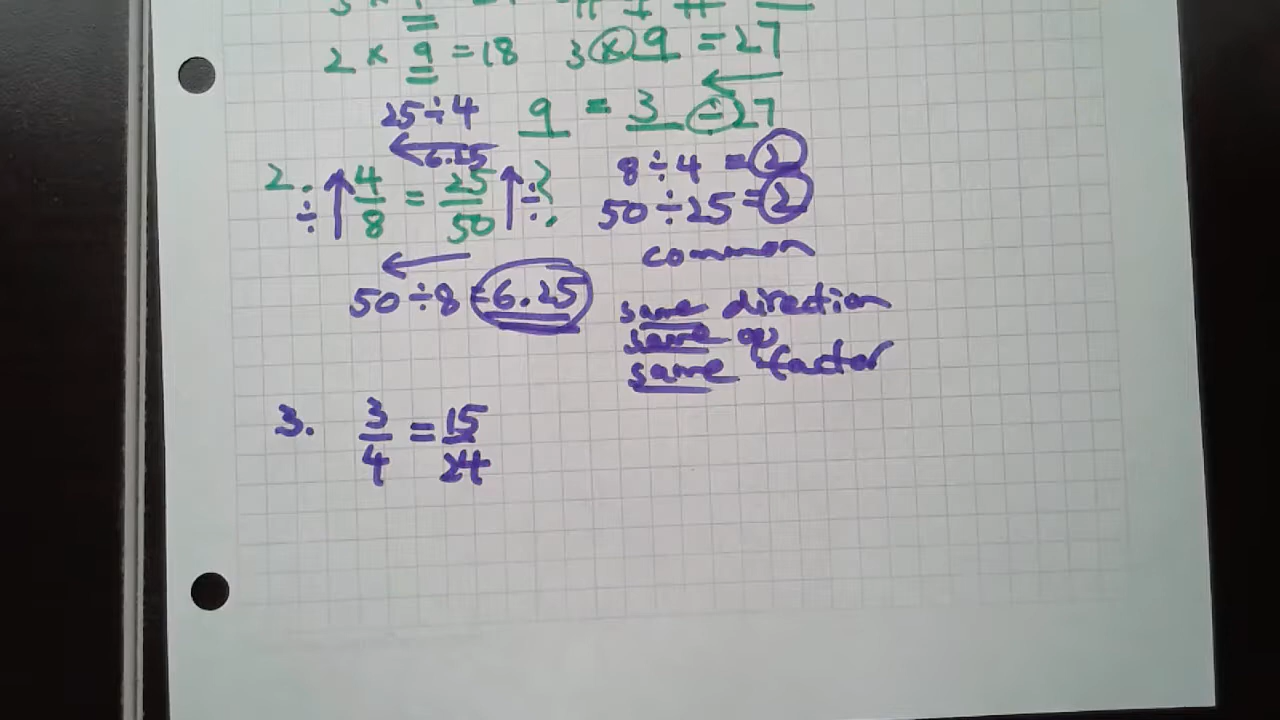 2 × 9 = 18 3 × 9 = 27
25 ÷ 4 9 = 3 ÷ 27
6.25 8 ÷ 4 = 2
2. ÷ 4/8 = 25/50 ÷ ? 50 ÷ 25 = 2
common
50 ÷ 8 = 6.25 same direction
same op
same factor
3. 3/4 = 15/24